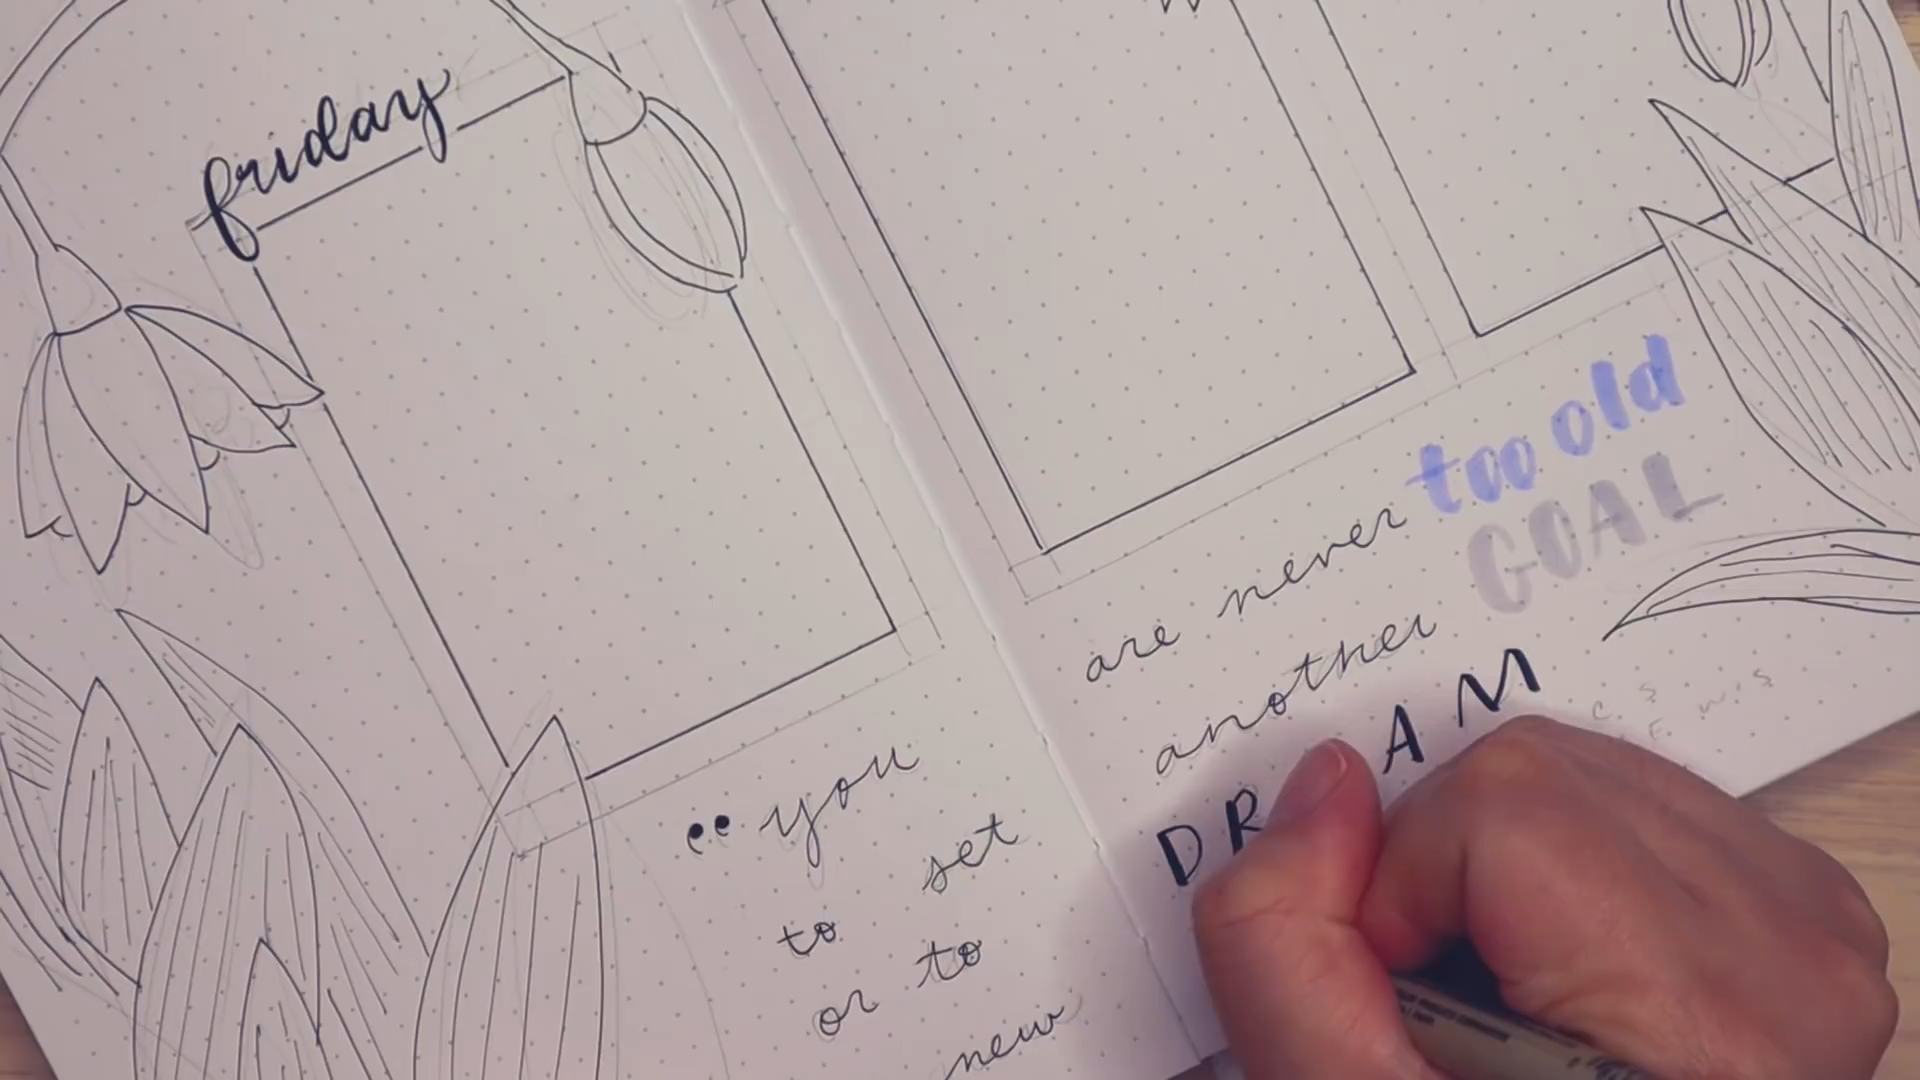 friday
“you are never too old
to set another GOAL
or to
new DR AM
C. S.